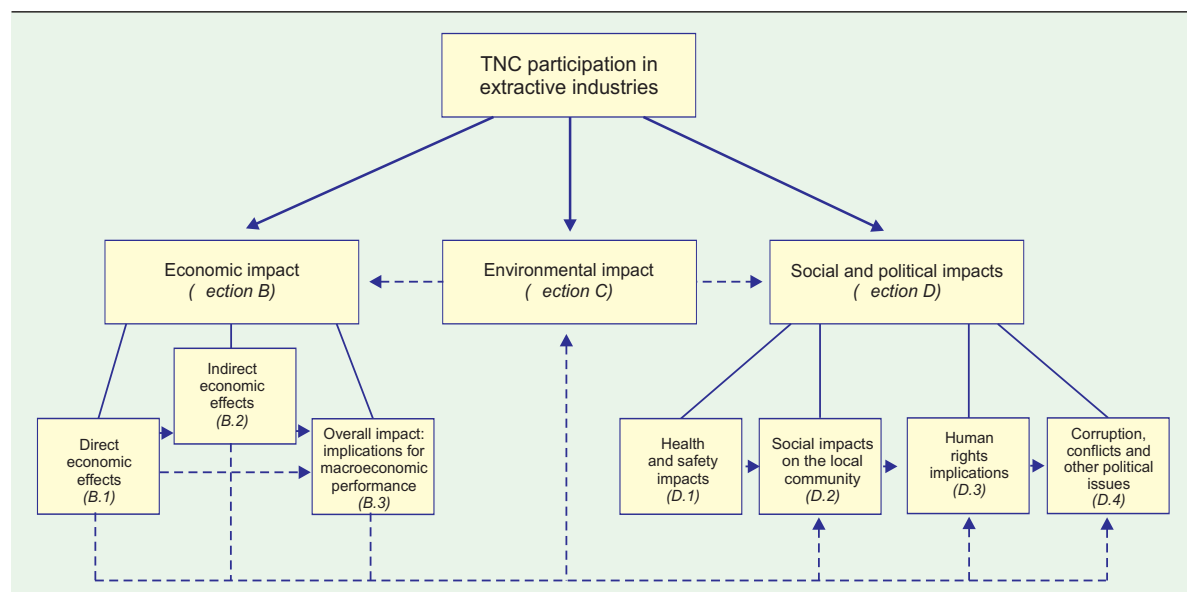 TNC participation in
extractive industries
Economic impact
( ection B)
Environmental impact
( ection C)
Social and political impacts
( ection D)
Indirect
economic
effects
(B.2)
Direct
economic
effects
(B.1)
Overall impact:
implications for
macroeconomic
performance
(B.3)
Health
and safety
impacts
(D.1)
Social impacts
on the local
community
(D.2)
Human
rights
implications
(D.3)
Corruption,
conflicts and
other political
issues
(D.4)